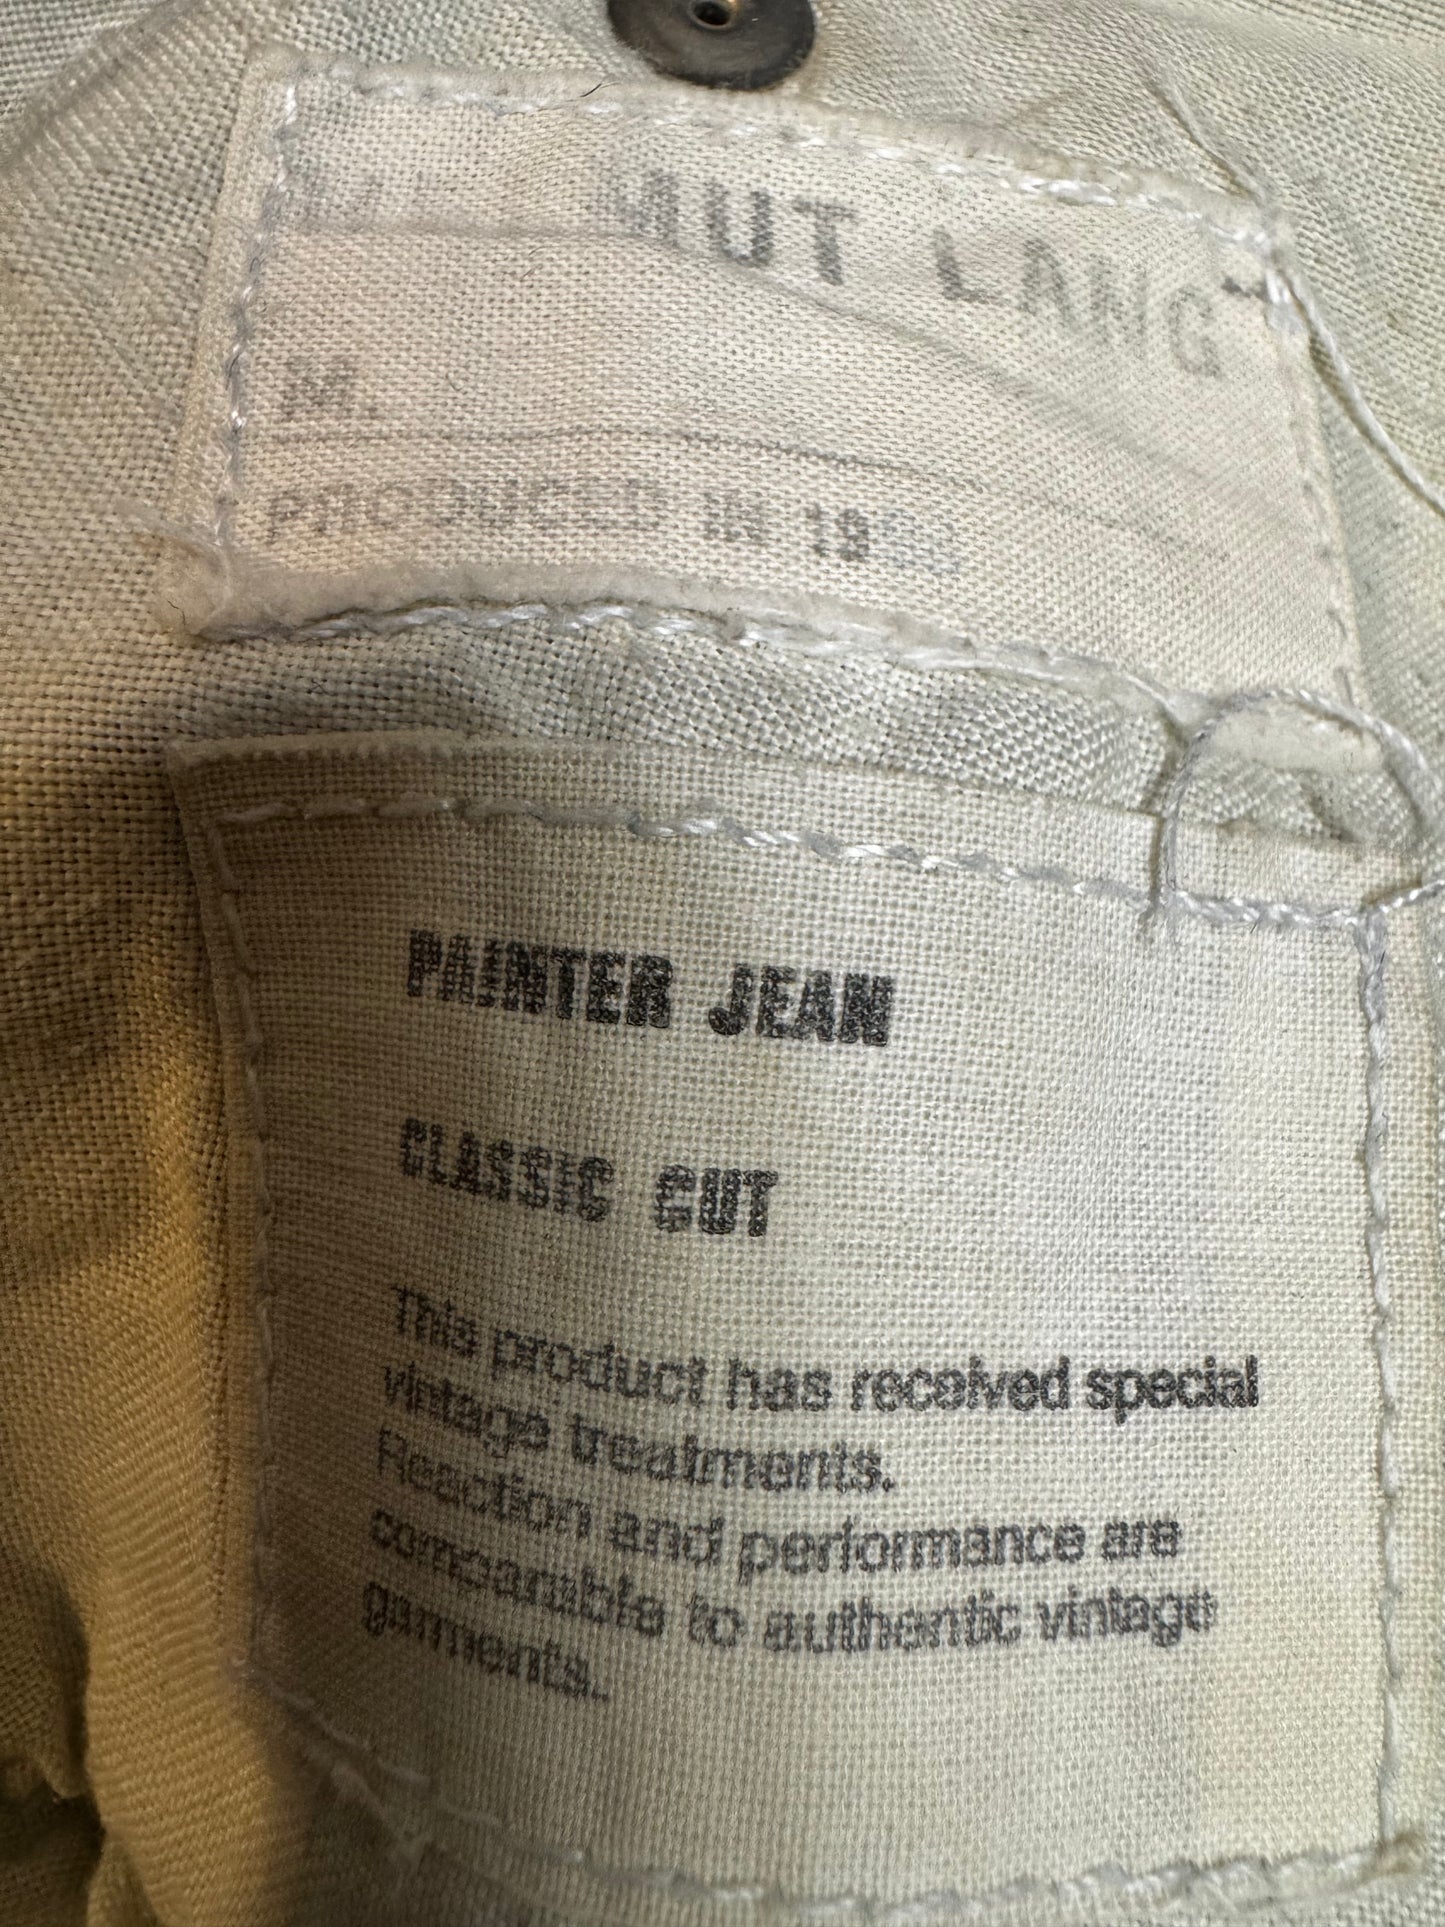 MUT LANG
M.
PRODUCED IN 19
PAINTER JEAN
CLASSIC CUT
This product has received special
vintage treatments.
Reaction and performance are
comparable to authentic vintage
garments.